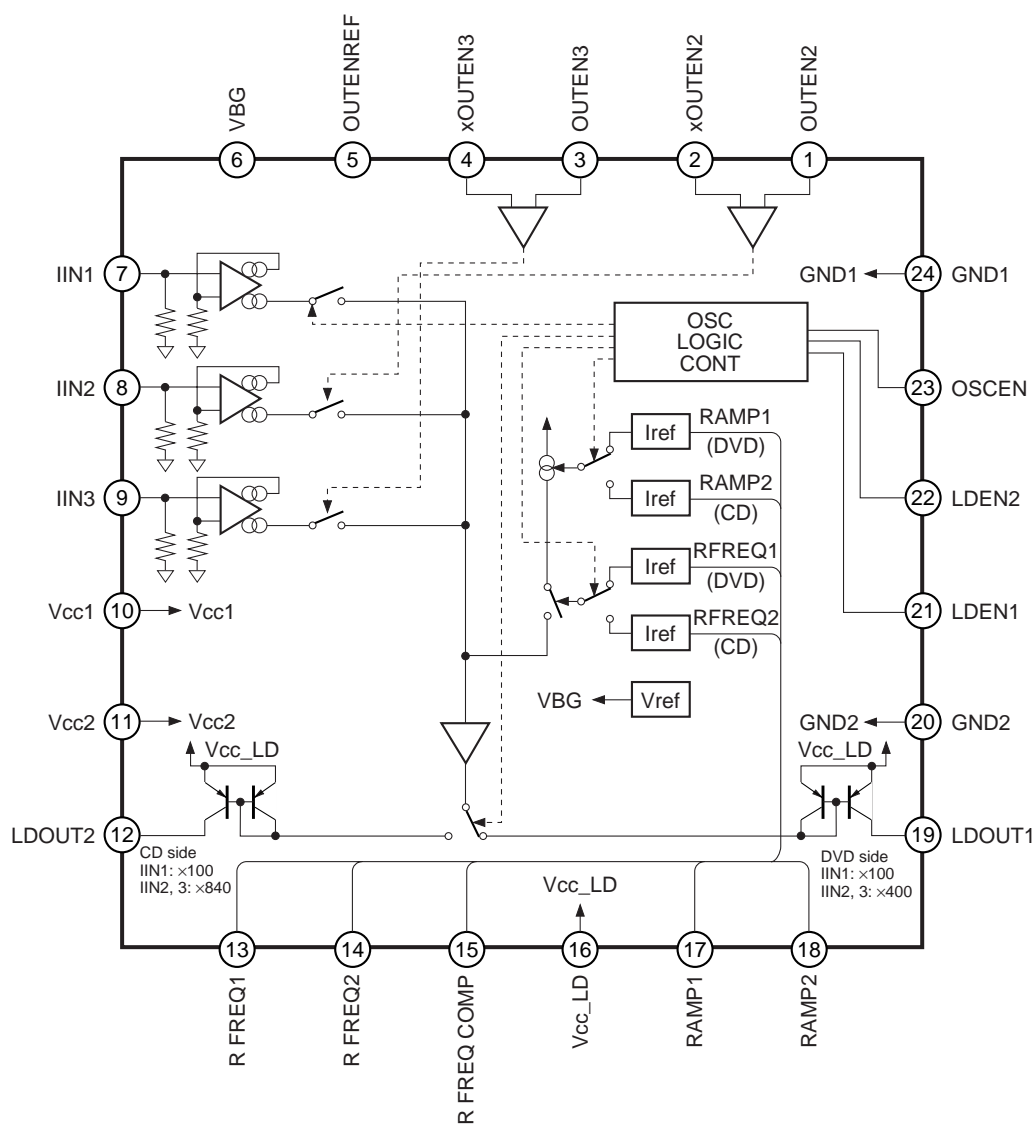 VBG
OUTENREF
xOUTEN3
OUTEN3
xOUTEN2
OUTEN2
6
5
4
3
2
1
IIN1
7
GND1
24
GND1
OSC
LOGIC
CONT
IIN2
8
23
OSCEN
Iref
RAMP1
(DVD)
IIN3
9
Iref
RAMP2
(CD)
22
LDEN2
Iref
RFREQ1
(DVD)
Vcc1
10
Vcc1
Iref
RFREQ2
(CD)
21
LDEN1
VBG
Vref
Vcc2
11
Vcc2
GND2
20
GND2
Vcc_LD
Vcc_LD
LDOUT2
12
19
LDOUT1
CD side
IIN1: ×100
IIN2, 3: ×840
DVD side
IIN1: ×100
IIN2, 3: ×400
Vcc_LD
13
14
15
16
17
18
R FREQ1
R FREQ2
R FREQ COMP
Vcc_LD
RAMP1
RAMP2